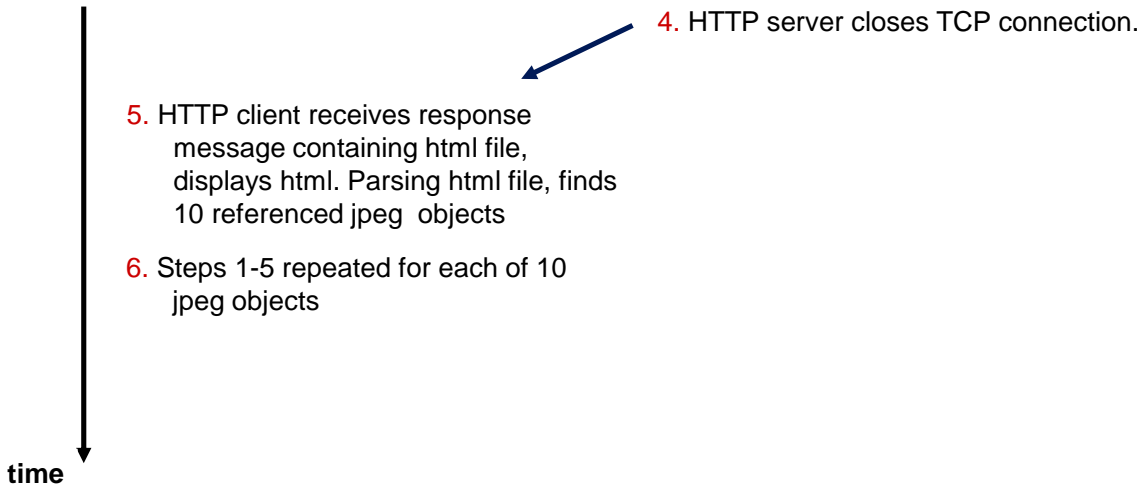 4. HTTP server closes TCP connection.
5. HTTP client receives response
message containing html file,
displays html. Parsing html file, finds
10 referenced jpeg objects
6. Steps 1-5 repeated for each of 10
jpeg objects
time